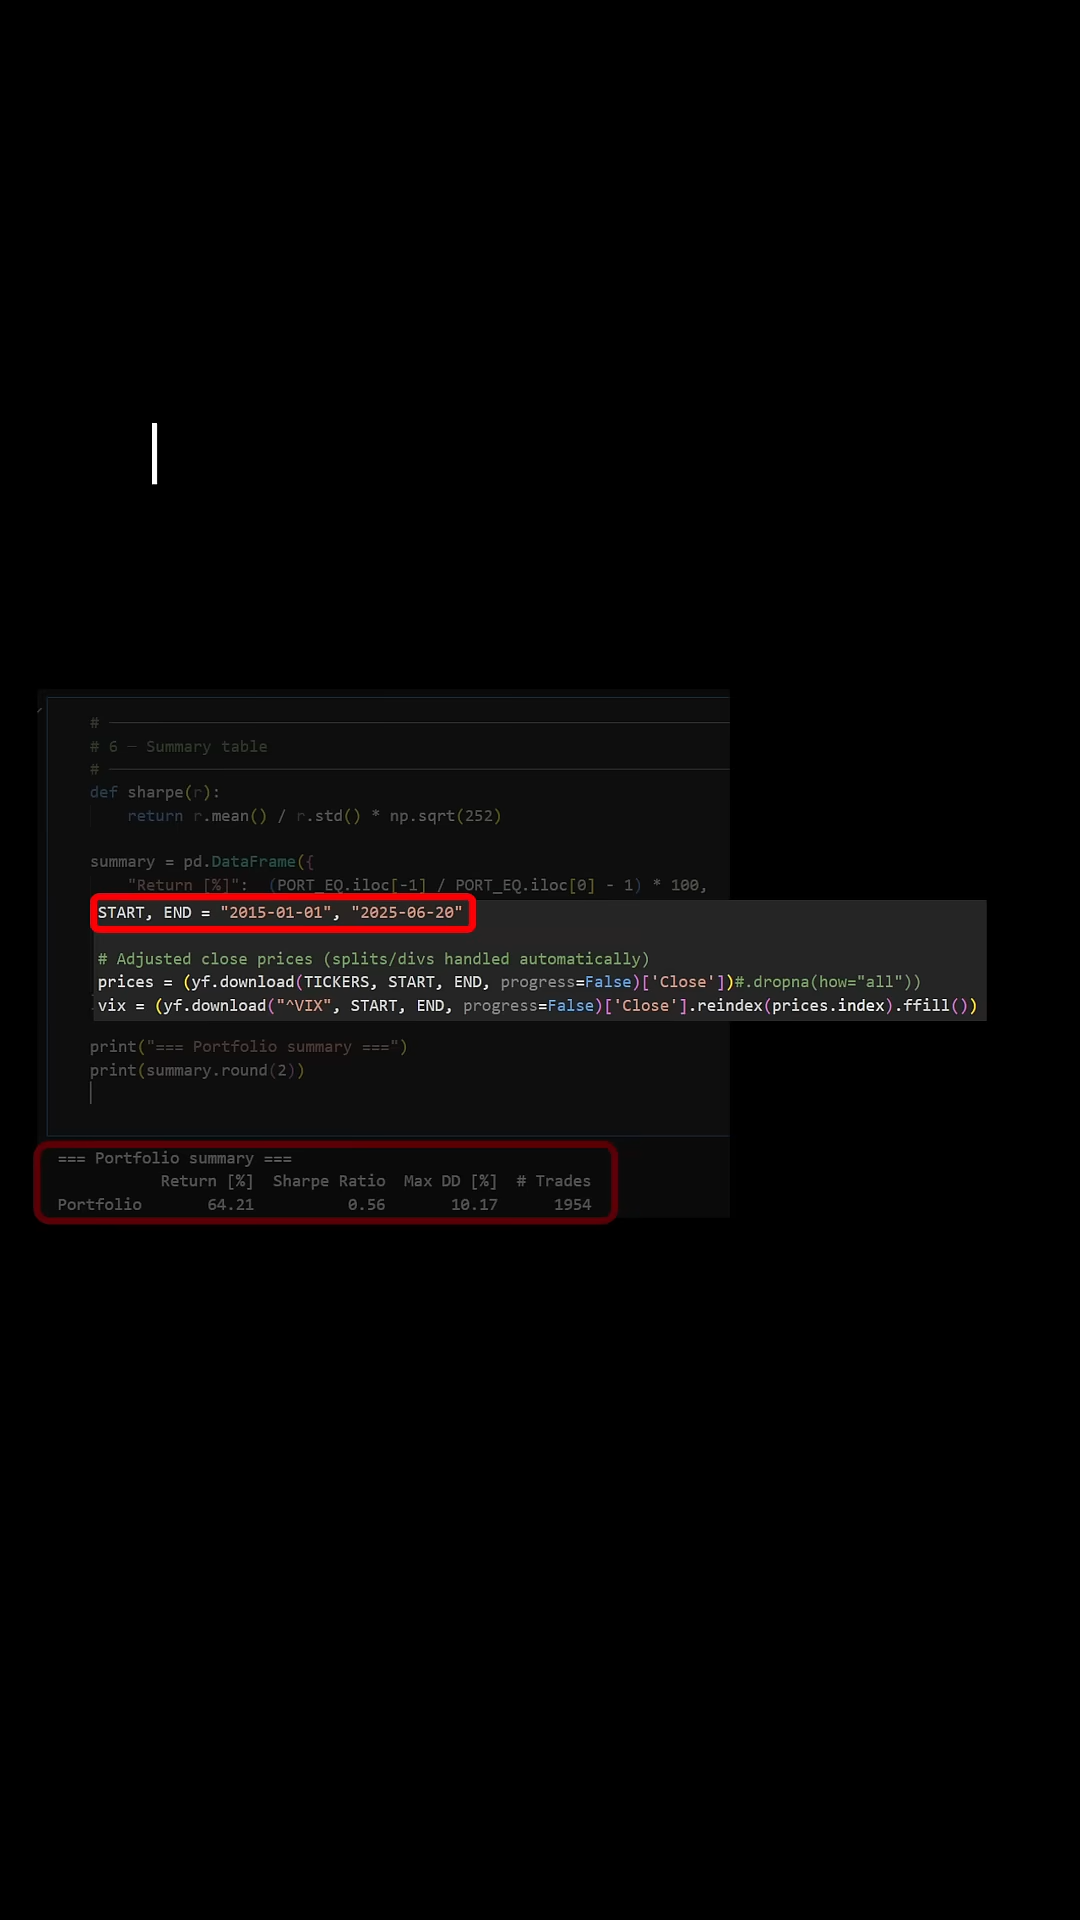 # 
# 6 — Summary table
# 
def sharpe(r):
return r.mean() / r.std() * np.sqrt(252)
summary = pd.DataFrame({
"Return [%]": (PORT_EQ.iloc[-1] / PORT_EQ.iloc[0] - 1) * 100,
START, END = "2015-01-01", "2025-06-20"
# Adjusted close prices (splits/divs handled automatically)
prices = (yf.download(TICKERS, START, END, progress=False)['Close'])#.dropna(how="all"))
vix = (yf.download("^VIX", START, END, progress=False)['Close'].reindex(prices.index).ffill())
print("=== Portfolio summary ===")
print(summary.round(2))
=== Portfolio summary ===
Return [%] Sharpe Ratio Max DD [%] # Trades
Portfolio 64.21 0.56 10.17 1954